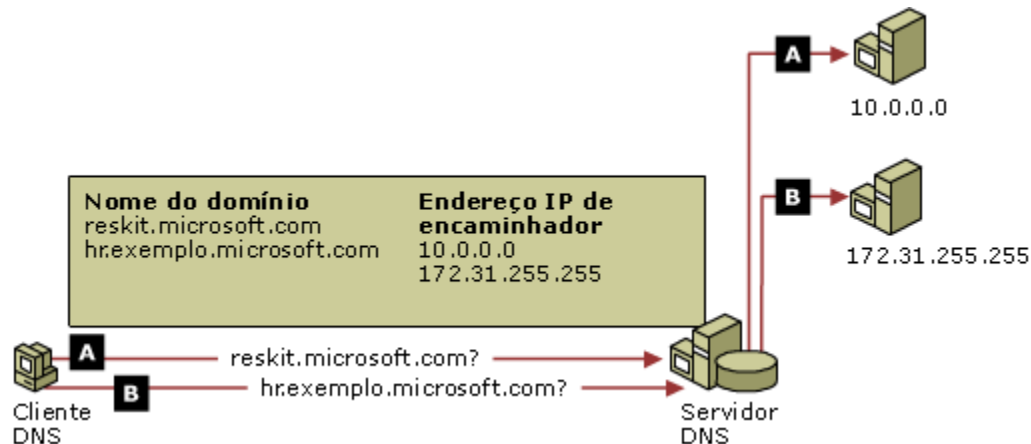 A
10.0.0.0
Nome do domínio
reskit.microsoft.com
hr.exemplo.microsoft.com
Endereço IP de
encaminhador
10.0.0.0
172.31.255.255
B
172.31.255.255
A
reskit.microsoft.com?
B
hr.exemplo.microsoft.com?
Cliente
DNS
Servidor
DNS